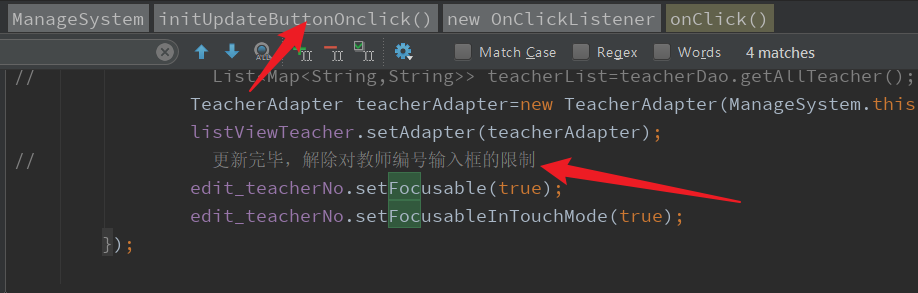 ManageSystem initUpdateButtonOnclick() new OnClickListener onClick()
Match Case Regex Words 4 matches
// List<Map<String,String>> teacherList=teacherDao.getAllTeacher();
TeacherAdapter teacherAdapter=new TeacherAdapter(ManageSystem.this
listViewTeacher.setAdapter(teacherAdapter);
// 更新完毕，解除对教师编号输入框的限制
edit_teacherNo.setFocusable(true);
edit_teacherNo.setFocusableInTouchMode(true);
});